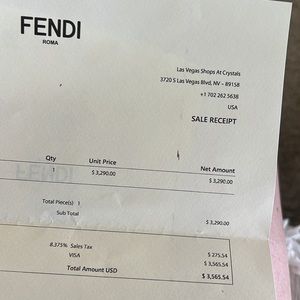 FENDI
ROMA
Las Vegas Shops At Crystals
3720 S Las Vegas Blvd, NV – 89158
+1 702 262 5638
USA
SALE RECEIPT
Qty Unit Price Net Amount
1 $ 3,290.00 $ 3,290.00
Total Piece(s) 1
Sub Total $ 3,290.00
8.375% Sales Tax $ 275.54
VISA $ 3,565.54
Total Amount USD $ 3,565.54